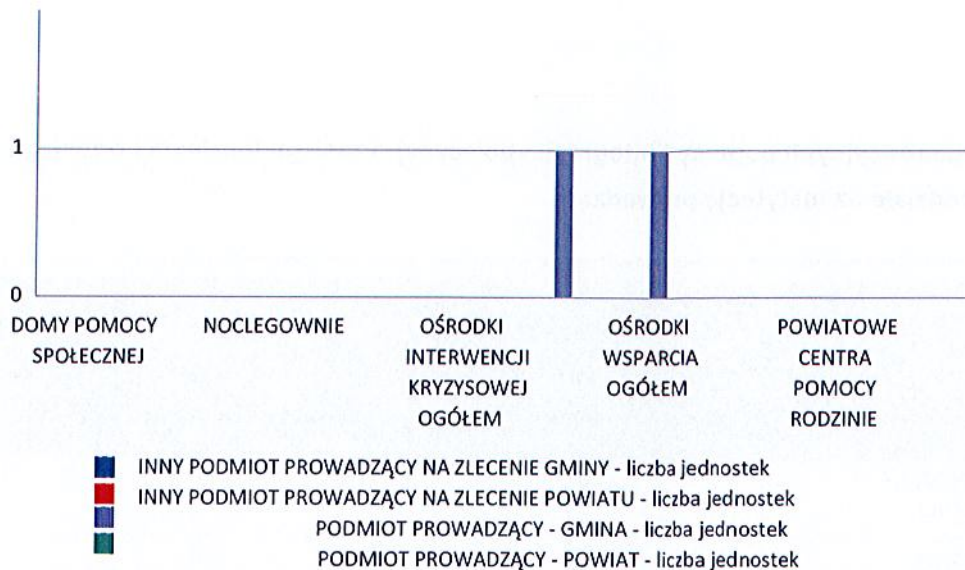 1
0
DOMY POMOCY SPOŁECZNEJ
NOCLEGOWNIE
OŚRODKI INTERWENCJI KRYZYSOWEJ OGÓŁEM
OŚRODKI WSPARCIA OGÓŁEM
POWIATOWE CENTRA POMOCY RODZINIE
INNY PODMIOT PROWADZĄCY NA ZLECENIE GMINY - liczba jednostek
INNY PODMIOT PROWADZĄCY NA ZLECENIE POWIATU - liczba jednostek
PODMIOT PROWADZĄCY - GMINA - liczba jednostek
PODMIOT PROWADZĄCY - POWIAT - liczba jednostek